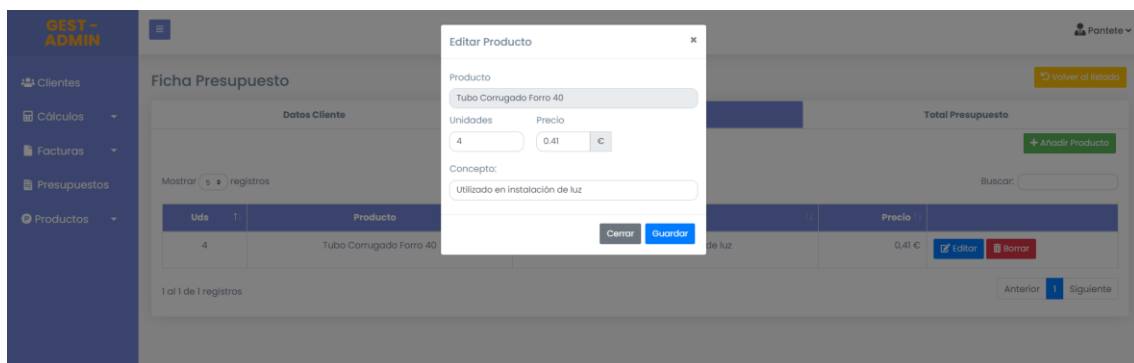 GEST -
ADMIN
Pantete
Clientes
Cálculos
Facturas
Presupuestos
Productos
Ficha Presupuesto
Volver al listado
Datos Cliente
Total Presupuesto
Añadir Producto
Mostrar 5 registros
Buscar:
Uds Producto Precio
4 Tubo Corrugado Forro 40 de luz 0,41 € Editar Borrar
1 al 1 de 1 registros
Anterior 1 Siguiente
Editar Producto ×
Producto
Tubo Corrugado Forro 40
Unidades Precio
4 0.41 €
Concepto:
Utilizado en instalación de luz
Cerrar Guardar